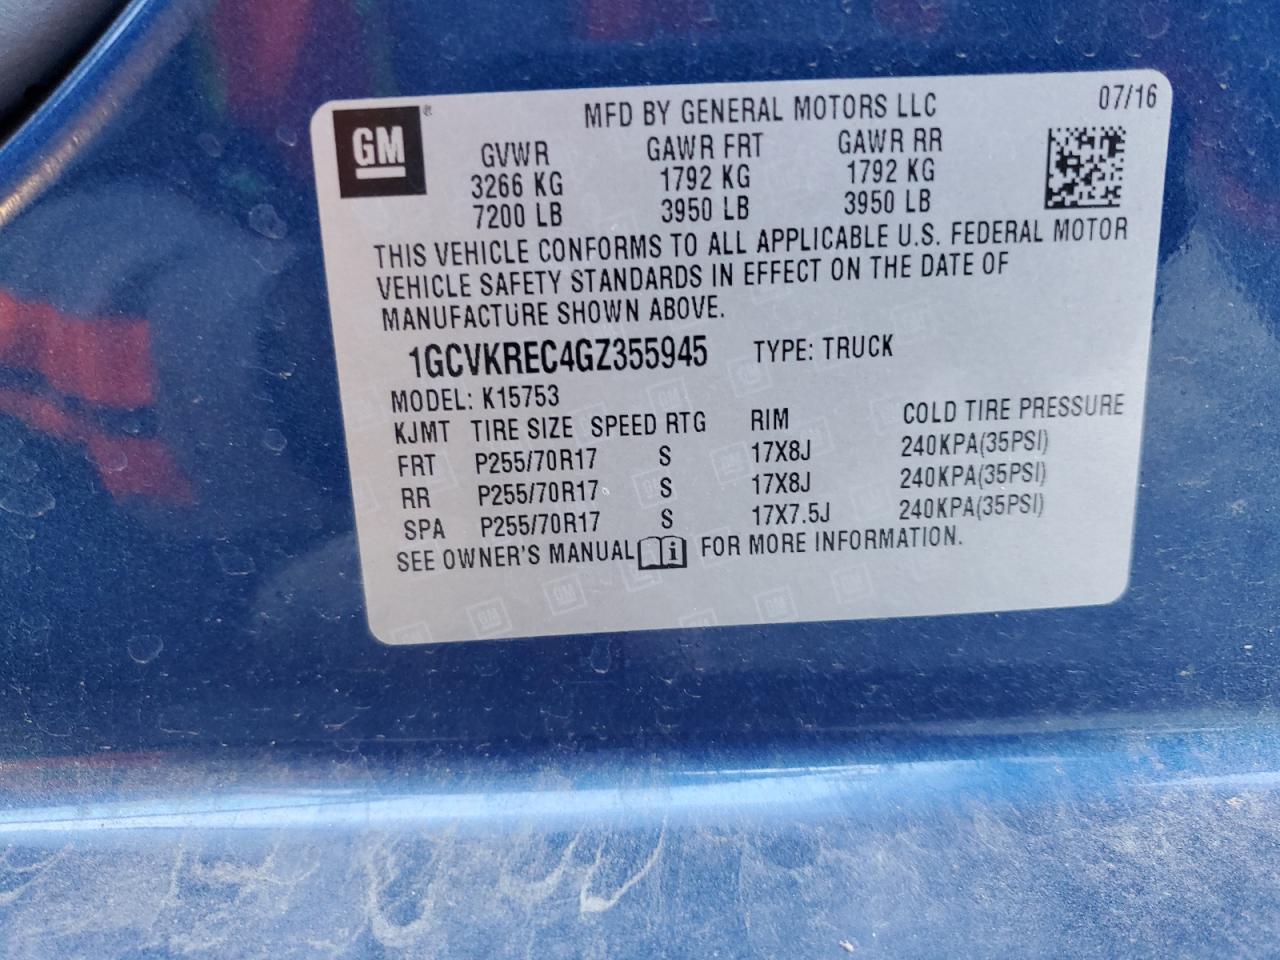 GM
®
MFD BY GENERAL MOTORS LLC 07/16
GVWR GAWR FRT GAWR RR
3266 KG 1792 KG 1792 KG
7200 LB 3950 LB 3950 LB
THIS VEHICLE CONFORMS TO ALL APPLICABLE U.S. FEDERAL MOTOR
VEHICLE SAFETY STANDARDS IN EFFECT ON THE DATE OF
MANUFACTURE SHOWN ABOVE.
1GCVKREC4GZ355945 TYPE: TRUCK
MODEL: K15753
KJMT TIRE SIZE SPEED RTG RIM COLD TIRE PRESSURE
FRT P255/70R17 S 17X8J 240KPA(35PSI)
RR P255/70R17 S 17X8J 240KPA(35PSI)
SPA P255/70R17 S 17X7.5J 240KPA(35PSI)
SEE OWNER'S MANUAL i FOR MORE INFORMATION.
GM GM GM GM